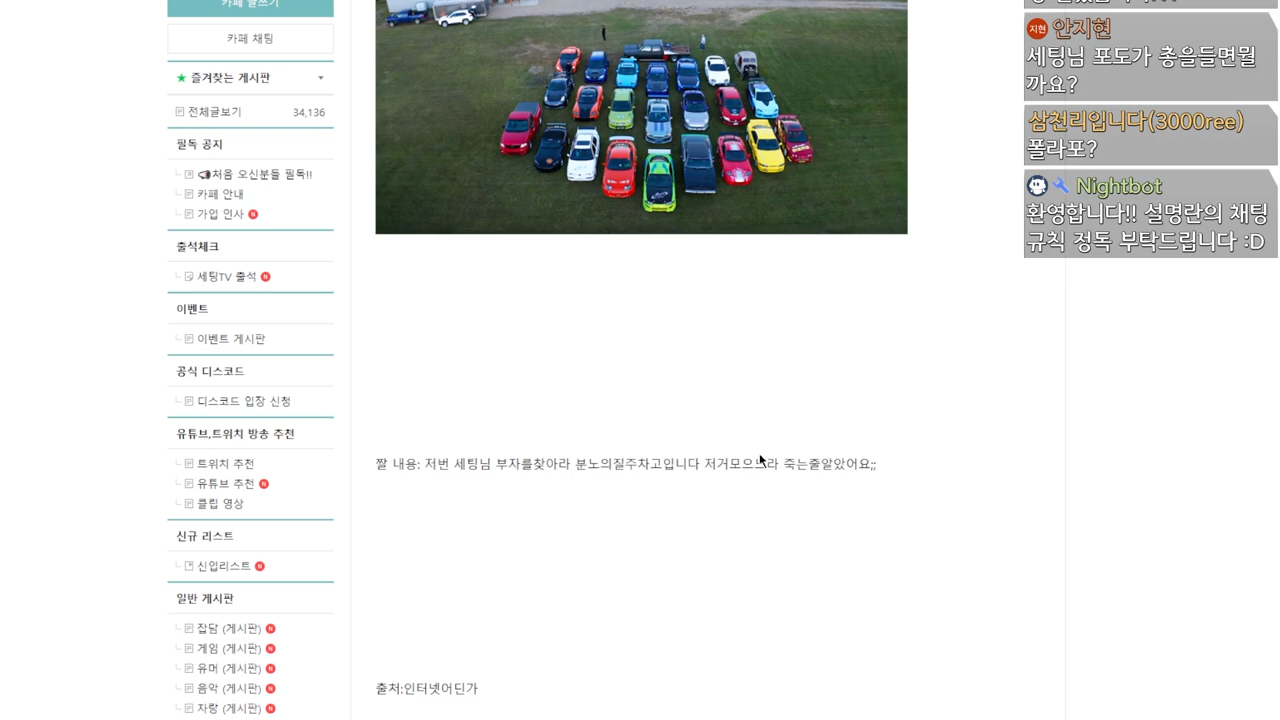 카페 글쓰기
카페 채팅
즐겨찾는 게시판
전체글보기 34,136
필독 공지
처음 오신분들 필독!!
카페 안내
가입 인사 N
출석체크
세팅TV 출석 N
이벤트
이벤트 게시판
공식 디스코드
디스코드 입장 신청
유튜브,트위치 방송 추천
트위치 추천
유튜브 추천 N
클립 영상
신규 리스트
신입리스트 N
일반 게시판
잡담 (게시판) N
게임 (게시판) N
유머 (게시판) N
음악 (게시판) N
자랑 (게시판) N
짤 내용: 저번 세팅님 부자를찾아라 분노의질주차고입니다 저거모으느라 죽는줄알았어요;;
출처:인터넷어딘가
지현 안지현
세팅님 포도가 총을들면뭘
까요?
삼천리입니다(3000ree)
폴라포?
Nightbot
환영합니다!! 설명란의 채팅
규칙 정독 부탁드립니다 :D